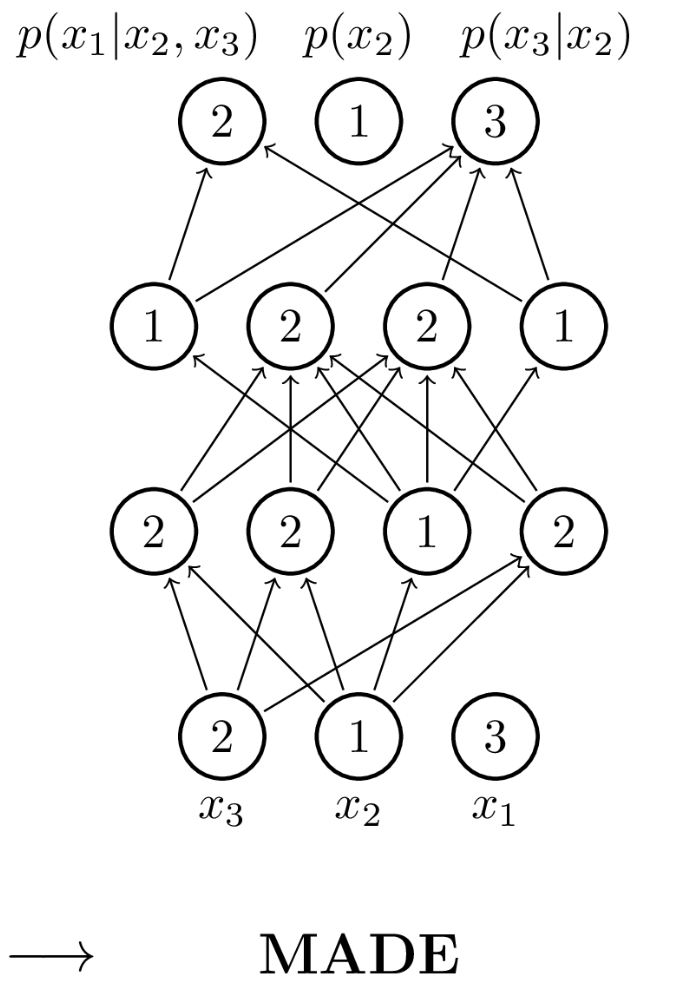 p(x₁|x₂, x₃) p(x₂) p(x₃|x₂)
2 1 3
1 2 2 1
2 2 1 2
2 1 3
x₃ x₂ x₁
⟶ MADE